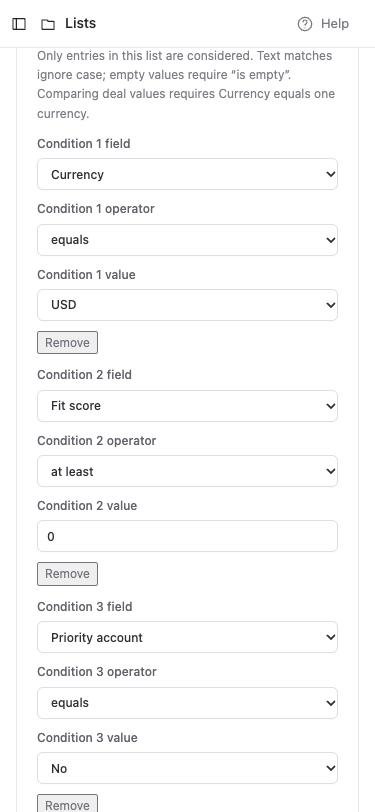 Lists
Help
Only entries in this list are considered. Text matches
ignore case; empty values require “is empty”.
Comparing deal values requires Currency equals one
currency.
Condition 1 field
Currency
Condition 1 operator
equals
Condition 1 value
USD
Remove
Condition 2 field
Fit score
Condition 2 operator
at least
Condition 2 value
0
Remove
Condition 3 field
Priority account
Condition 3 operator
equals
Condition 3 value
No
Remove